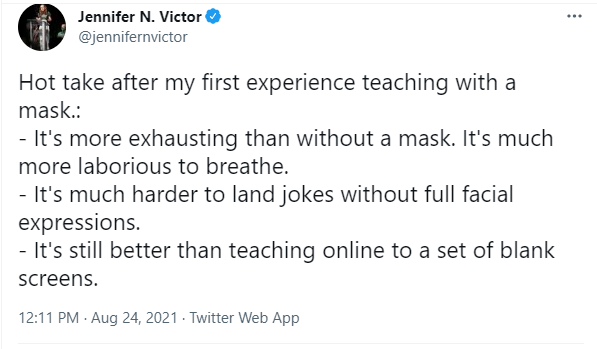 Jennifer N. Victor
@jennifernvictor
Hot take after my first experience teaching with a
mask.:
- It's more exhausting than without a mask. It's much
more laborious to breathe.
- It's much harder to land jokes without full facial
expressions.
- It's still better than teaching online to a set of blank
screens.
12:11 PM · Aug 24, 2021 · Twitter Web App